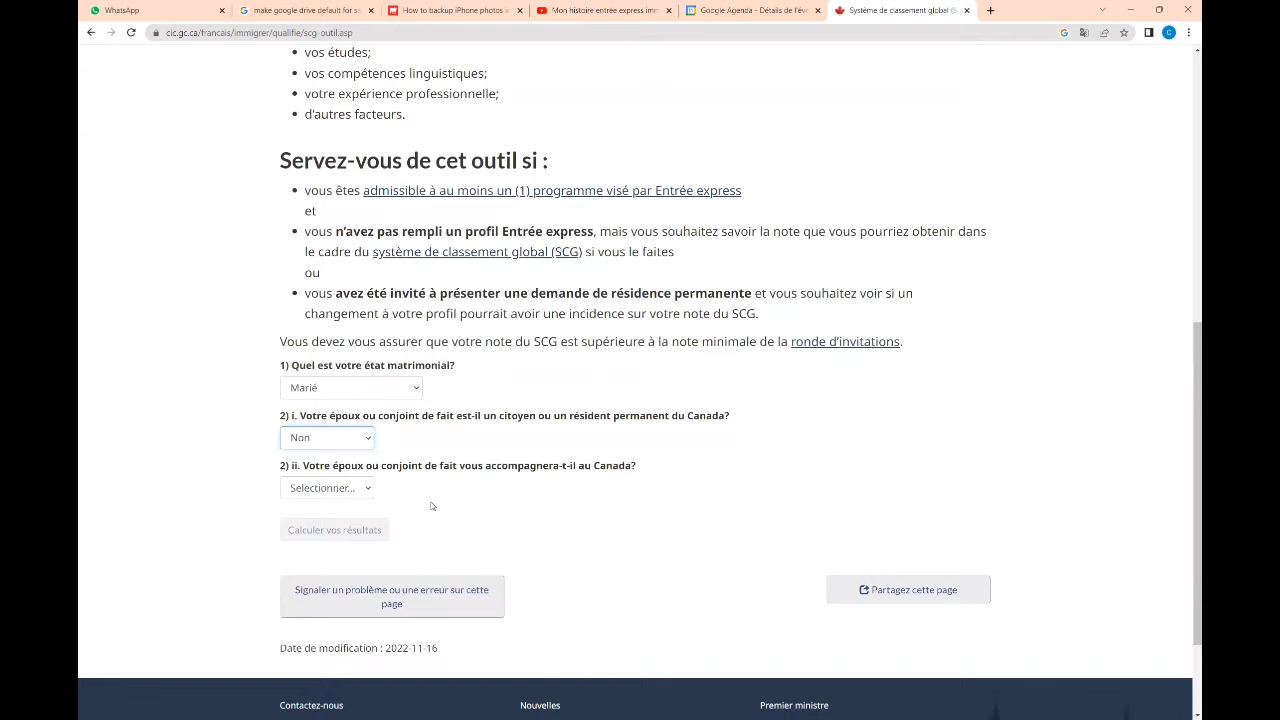 WhatsApp
make google drive default for sa
How to backup iPhone photos in
Mon histoire entrée express imm
Google Agenda - Détails de l'éve
Système de classement global (S
cic.gc.ca/francais/immigrer/qualifie/scg-outil.asp
C
vos études;
vos compétences linguistiques;
votre expérience professionnelle;
d'autres facteurs.
Servez-vous de cet outil si :
vous êtes admissible à au moins un (1) programme visé par Entrée express
et
vous n'avez pas rempli un profil Entrée express, mais vous souhaitez savoir la note que vous pourriez obtenir dans
le cadre du système de classement global (SCG) si vous le faites
ou
vous avez été invité à présenter une demande de résidence permanente et vous souhaitez voir si un
changement à votre profil pourrait avoir une incidence sur votre note du SCG.
Vous devez vous assurer que votre note du SCG est supérieure à la note minimale de la ronde d'invitations.
1) Quel est votre état matrimonial?
Marié
2) i. Votre époux ou conjoint de fait est-il un citoyen ou un résident permanent du Canada?
Non
2) ii. Votre époux ou conjoint de fait vous accompagnera-t-il au Canada?
Selectionner...
Calculer vos résultats
Signaler un problème ou une erreur sur cette
page
Partagez cette page
Date de modification : 2022-11-16
Contactez-nous
Nouvelles
Premier ministre